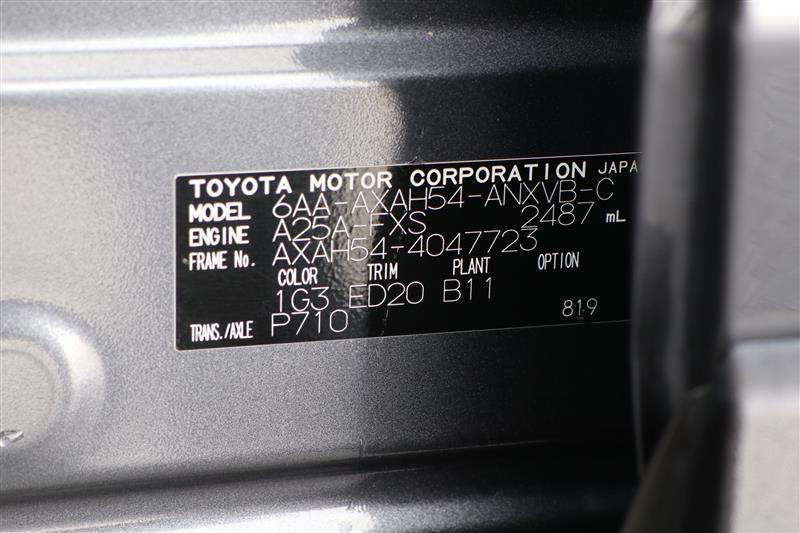 TOYOTA MOTOR CORPORATION JAPA
MODEL 6AA-AXAH54-ANXVB-C
ENGINE A25A-FXS 2487 mL
FRAME No. AXAH54-4047723
COLOR TRIM PLANT OPTION
1G3 ED20 B11
TRANS./AXLE P710 819